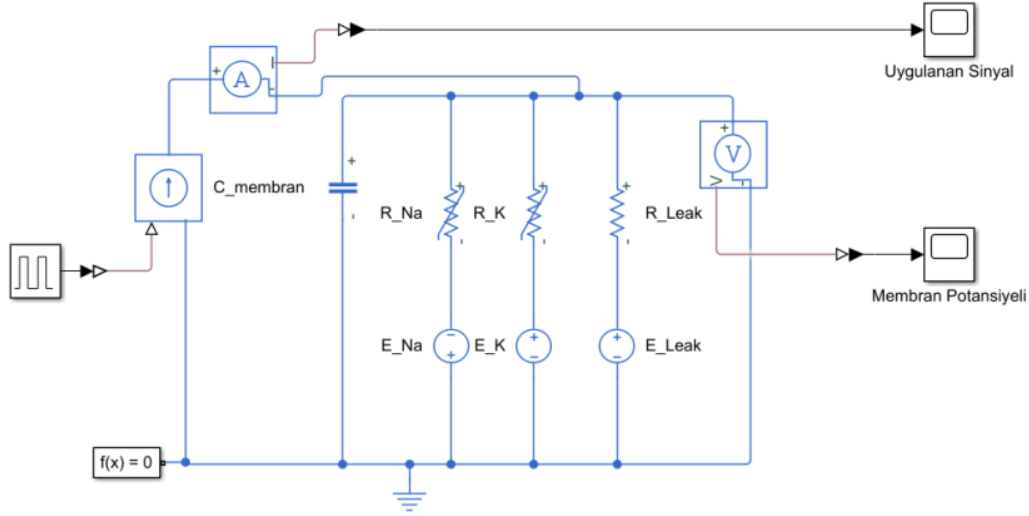 Uygulanan Sinyal
A
C_membran
V
R_Na
R_K
R_Leak
Membran Potansiyeli
E_Na
E_K
E_Leak
f(x) = 0